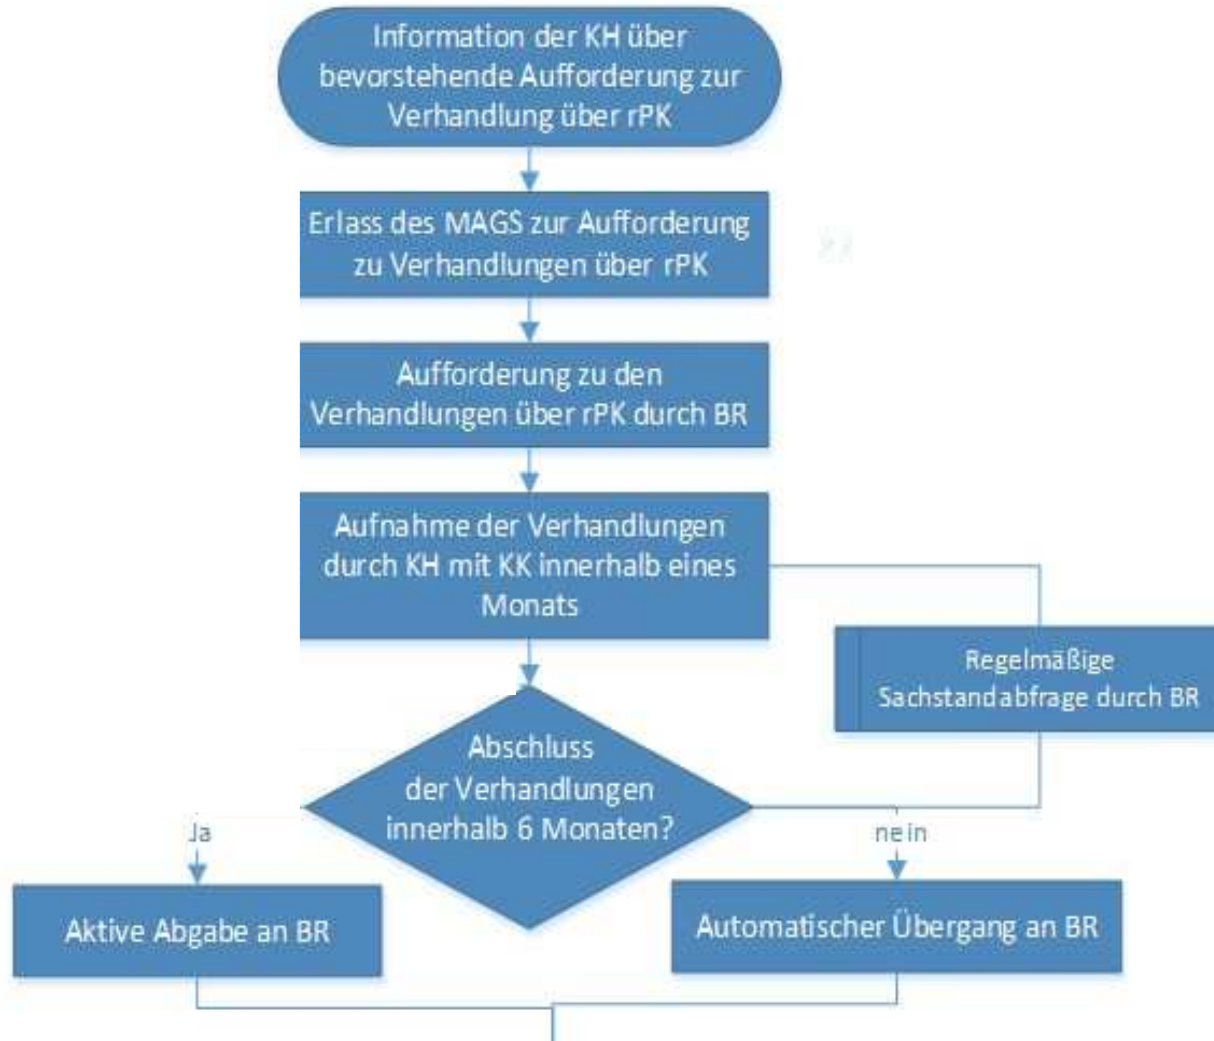 Information der KH über
bevorstehende Aufforderung zur
Verhandlung über rPK
Erlass des MAGS zur Aufforderung
zu Verhandlungen über rPK
Aufforderung zu den
Verhandlungen über rPK durch BR
Aufnahme der Verhandlungen
durch KH mit KK innerhalb eines
Monats
Regelmäßige
Sachstandabfrage durch BR
Abschluss
der Verhandlungen
innerhalb 6 Monaten?
Ja
nein
Aktive Abgabe an BR
Automatischer Übergang an BR